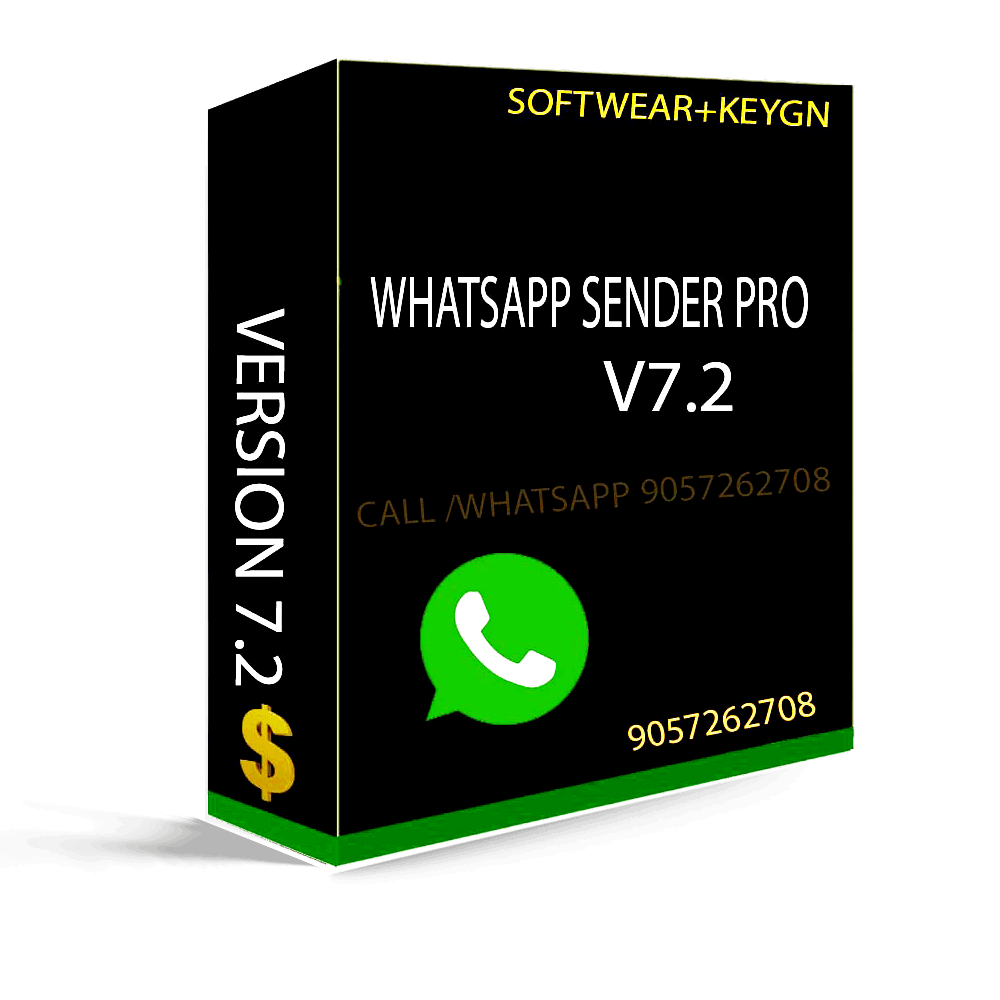 SOFTWEAR+KEYGN
WHATSAPP SENDER PRO
V7.2
CALL /WHATSAPP 9057262708
9057262708
VERSION 7.2
$